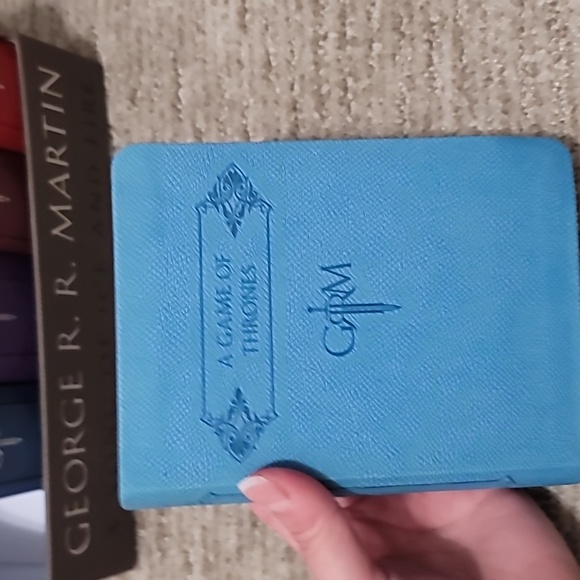 GEORGE R. R. MARTIN
A GAME OF
THRONES
GRRM